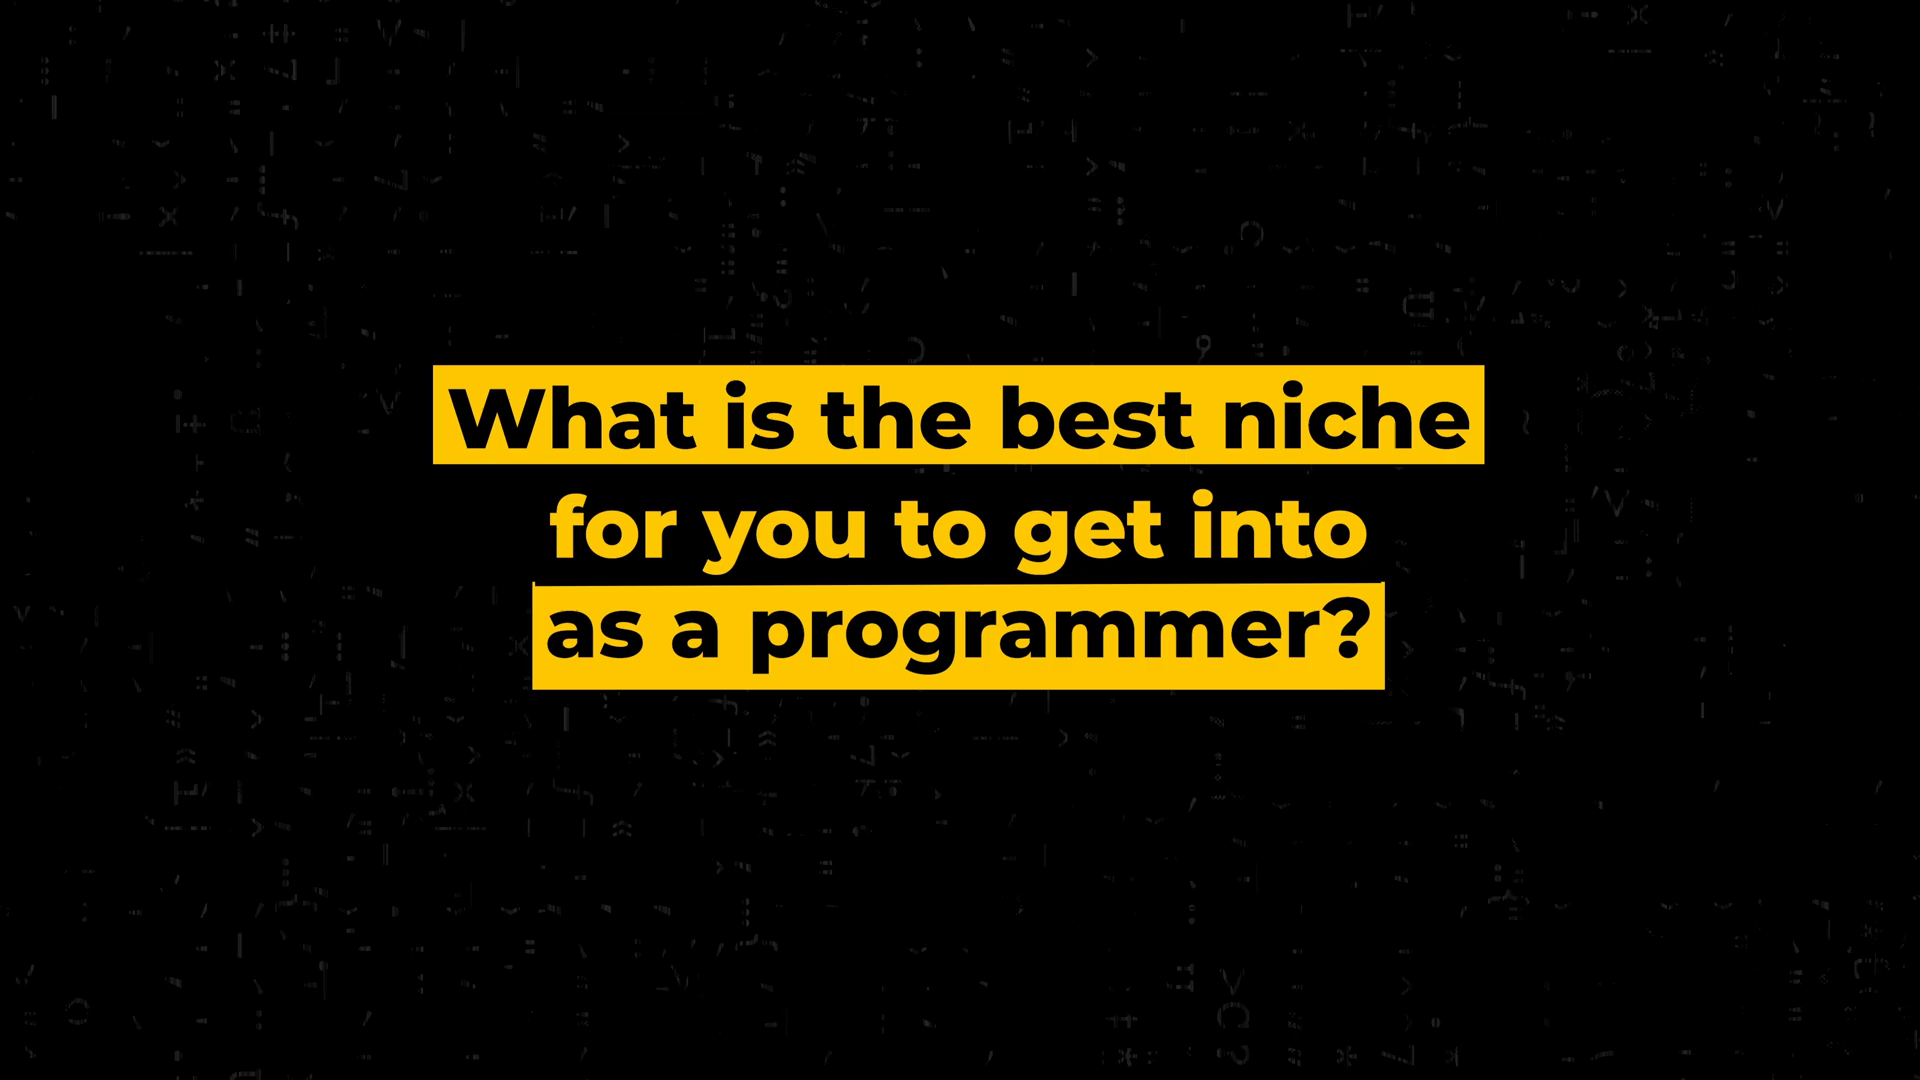 What is the best niche
for you to get into
as a programmer?